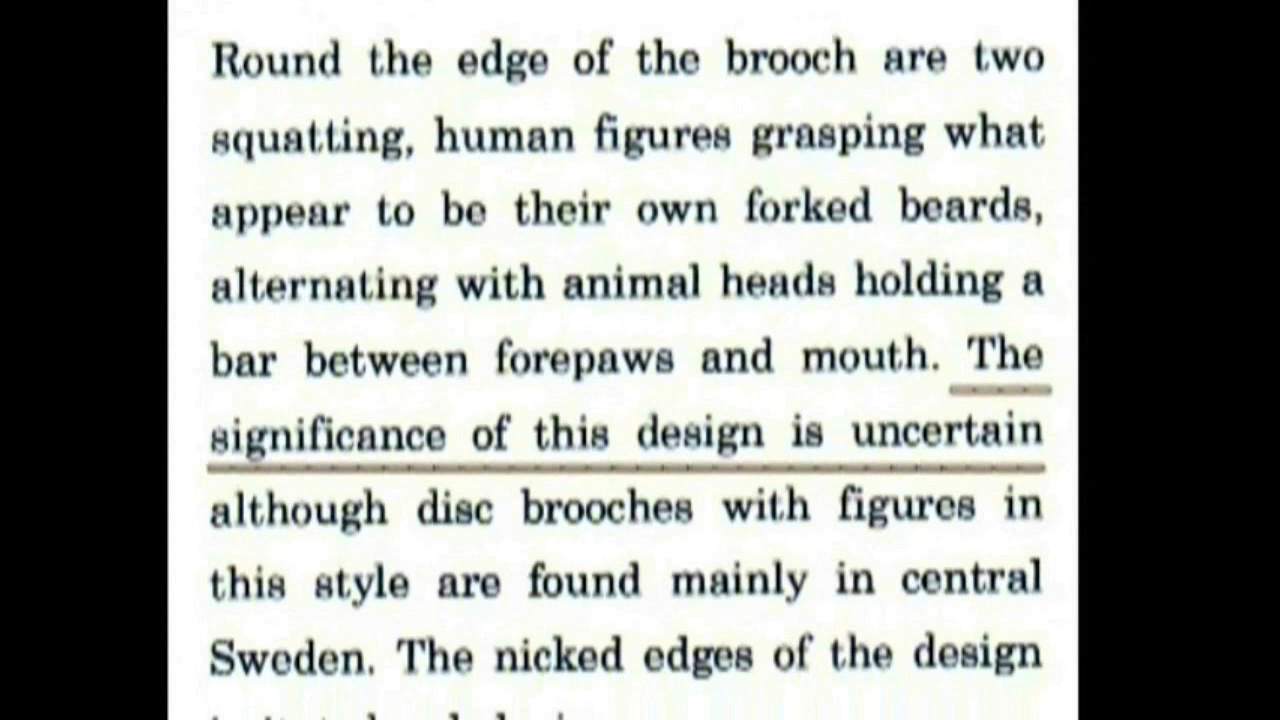 Round the edge of the brooch are two
squatting, human figures grasping what
appear to be their own forked beards,
alternating with animal heads holding a
bar between forepaws and mouth. The
significance of this design is uncertain
although disc brooches with figures in
this style are found mainly in central
Sweden. The nicked edges of the design